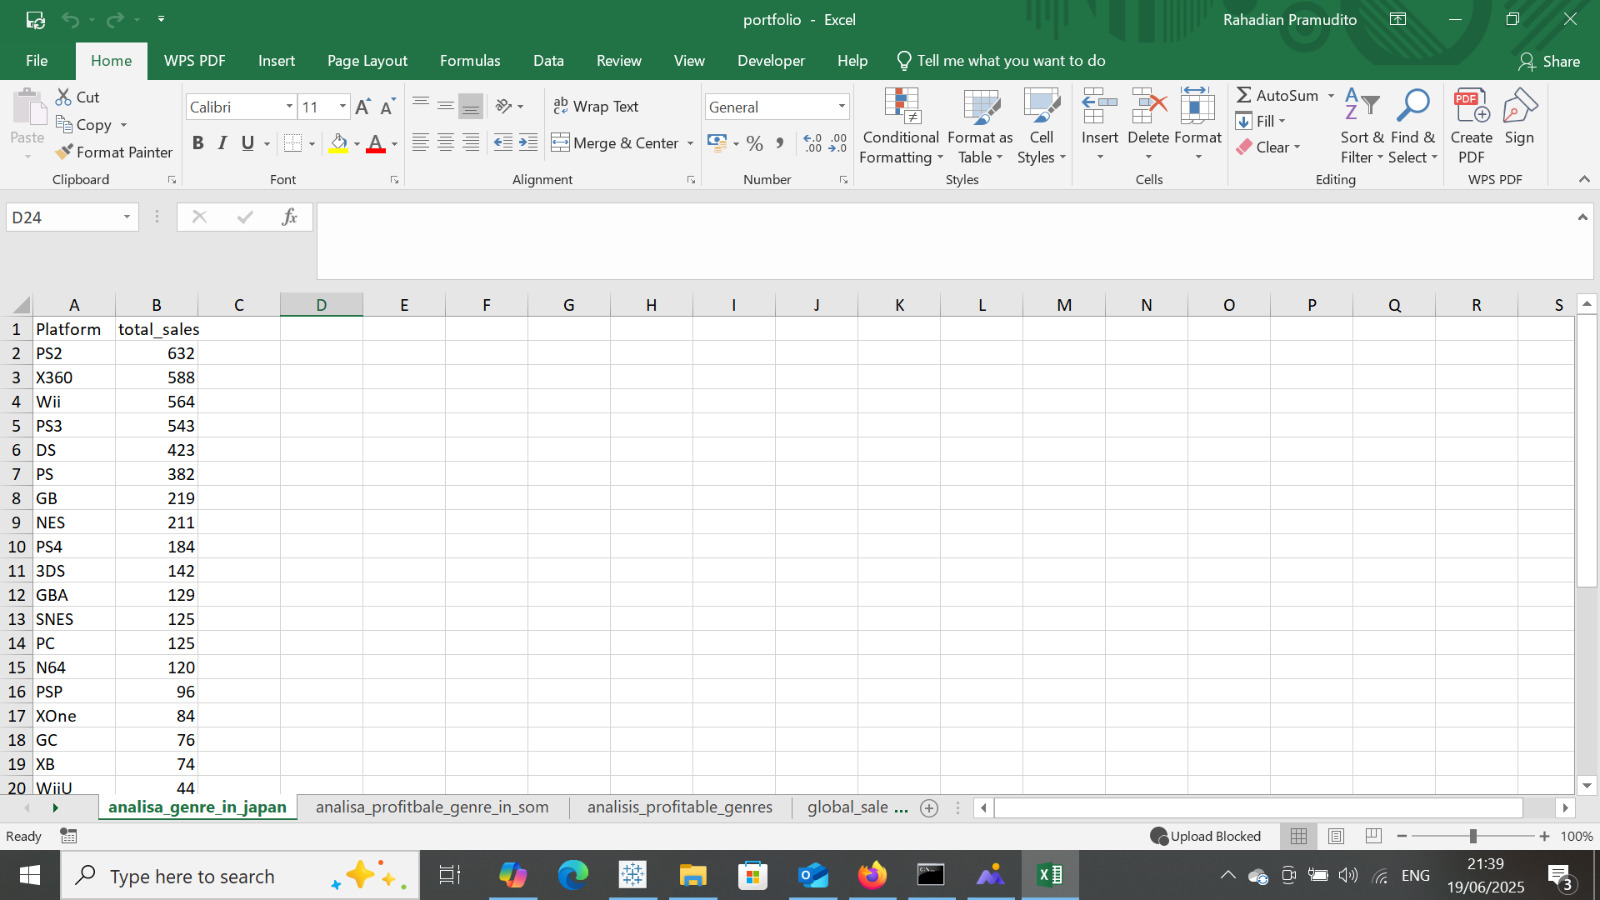 portfolio - Excel
Rahadian Pramudito
File Home WPS PDF Insert Page Layout Formulas Data Review View Developer Help Tell me what you want to do Share
Paste
Cut
Copy
Format Painter
Clipboard
Calibri 11
B I U
Font
Wrap Text
Merge & Center
Alignment
General
Number
Conditional Formatting
Format as Table
Cell Styles
Styles
Insert Delete Format
Cells
AutoSum
Fill
Clear
Sort & Filter
Find & Select
Editing
Create PDF
Sign
WPS PDF
D24 fx
A B C D E F G H I J K L M N O P Q R S
1 Platform total_sales
2 PS2 632
3 X360 588
4 Wii 564
5 PS3 543
6 DS 423
7 PS 382
8 GB 219
9 NES 211
10 PS4 184
11 3DS 142
12 GBA 129
13 SNES 125
14 PC 125
15 N64 120
16 PSP 96
17 XOne 84
18 GC 76
19 XB 74
20 WiiU 44
analisa_genre_in_japan analisa_profitbale_genre_in_som analisis_profitable_genres global_sale ...
Ready Upload Blocked 100%
Type here to search
ENG
21:39
19/06/2025
3